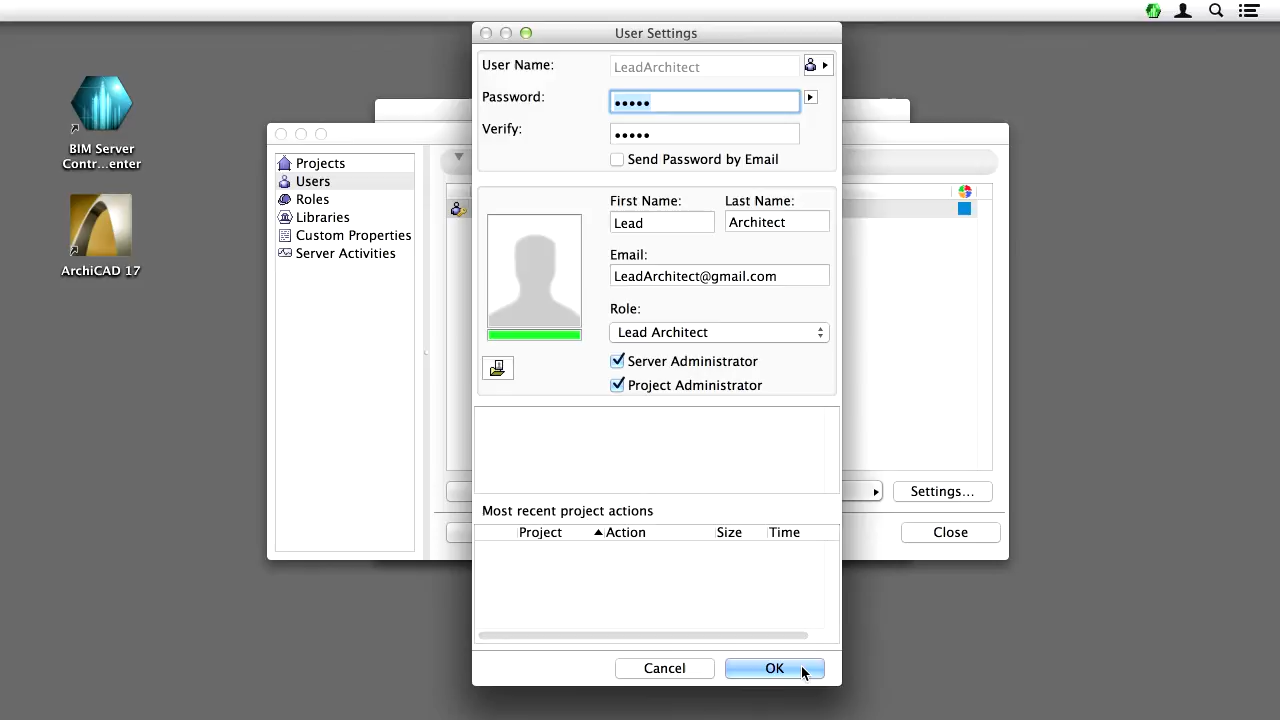 User Settings
User Name:
LeadArchitect
Password:
•••••
Verify:
•••••
Send Password by Email
First Name:
Last Name:
Lead
Architect
Email:
LeadArchitect@gmail.com
Role:
Lead Architect
Server Administrator
Project Administrator
Most recent project actions
Project
Action
Size
Time
Cancel
OK
Projects
Users
Roles
Libraries
Custom Properties
Server Activities
Settings...
Close
BIM Server
Contr...enter
ArchiCAD 17